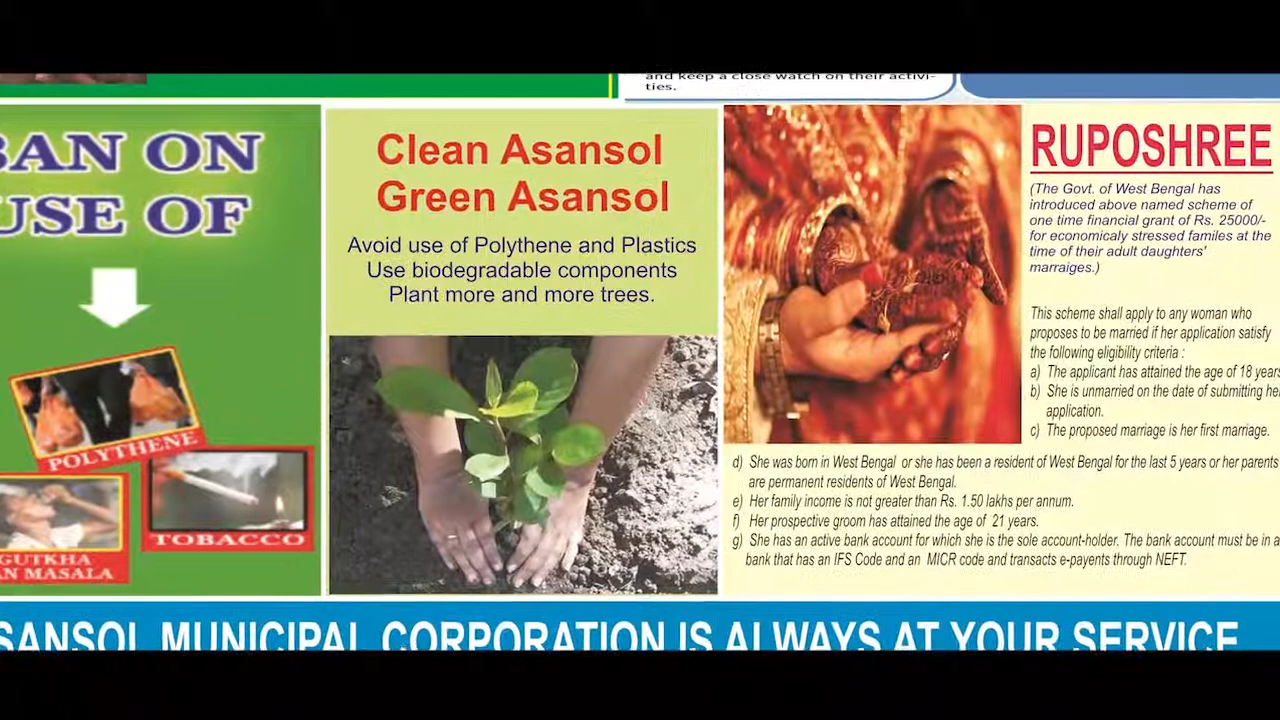 and keep a close watch on their activi-
ties.
BAN ON
USE OF
POLYTHENE
GUTKHA
PAN MASALA
TOBACCO
Clean Asansol
Green Asansol
Avoid use of Polythene and Plastics
Use biodegradable components
Plant more and more trees.
RUPOSHREE
(The Govt. of West Bengal has
introduced above named scheme of
one time financial grant of Rs. 25000/-
for economicaly stressed familes at the
time of their adult daughters'
marraiges.)
This scheme shall apply to any woman who
proposes to be married if her application satisfy
the following eligibility criteria :
a) The applicant has attained the age of 18 years
b) She is unmarried on the date of submitting her
application.
c) The proposed marriage is her first marriage.
d) She was born in West Bengal or she has been a resident of West Bengal for the last 5 years or her parents
are permanent residents of West Bengal.
e) Her family income is not greater than Rs. 1.50 lakhs per annum.
f) Her prospective groom has attained the age of 21 years.
g) She has an active bank account for which she is the sole account-holder. The bank account must be in a
bank that has an IFS Code and an MICR code and transacts e-payents through NEFT.
ASANSOL MUNICIPAL CORPORATION IS ALWAYS AT YOUR SERVICE